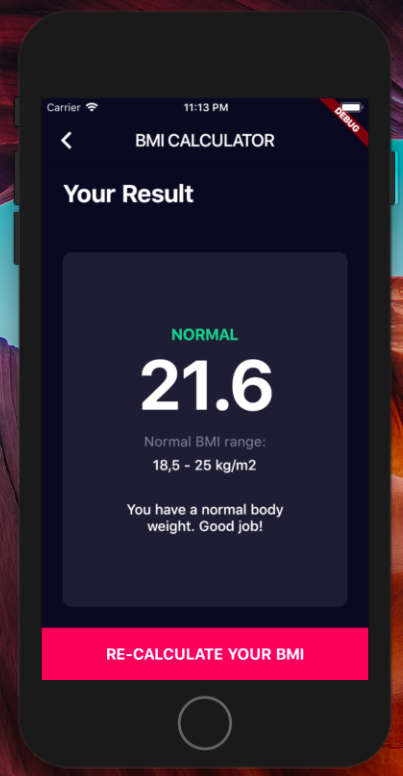 Carrier 11:13 PM
DEBUG
BMI CALCULATOR
Your Result
NORMAL
21.6
Normal BMI range:
18,5 - 25 kg/m2
You have a normal body
weight. Good job!
RE-CALCULATE YOUR BMI